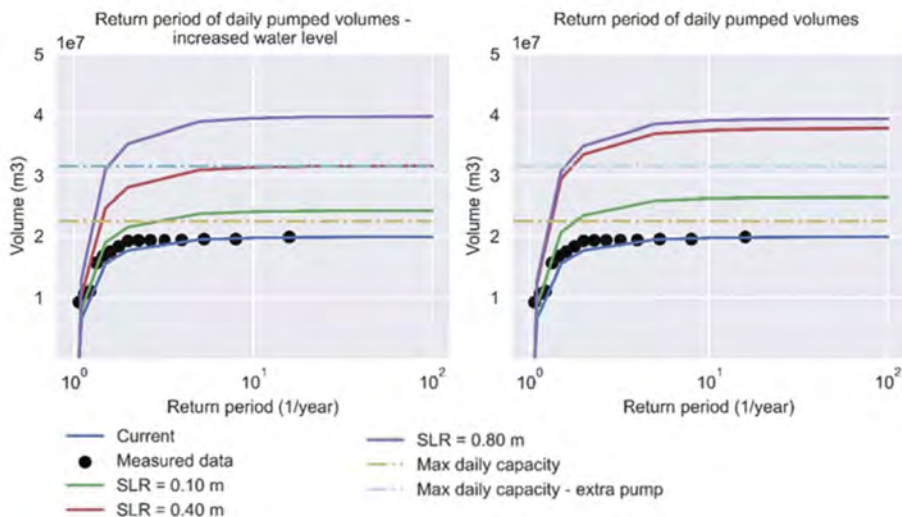 Return period of daily pumped volumes -
increased water level
1e7
5
4
3
2
1
Volume (m3)
10^0
10^1
10^2
Return period (1/year)
Return period of daily pumped volumes
1e7
5
4
3
2
1
Volume (m3)
10^0
10^1
10^2
Return period (1/year)
Current
Measured data
SLR = 0.10 m
SLR = 0.40 m
SLR = 0.80 m
Max daily capacity
Max daily capacity - extra pump